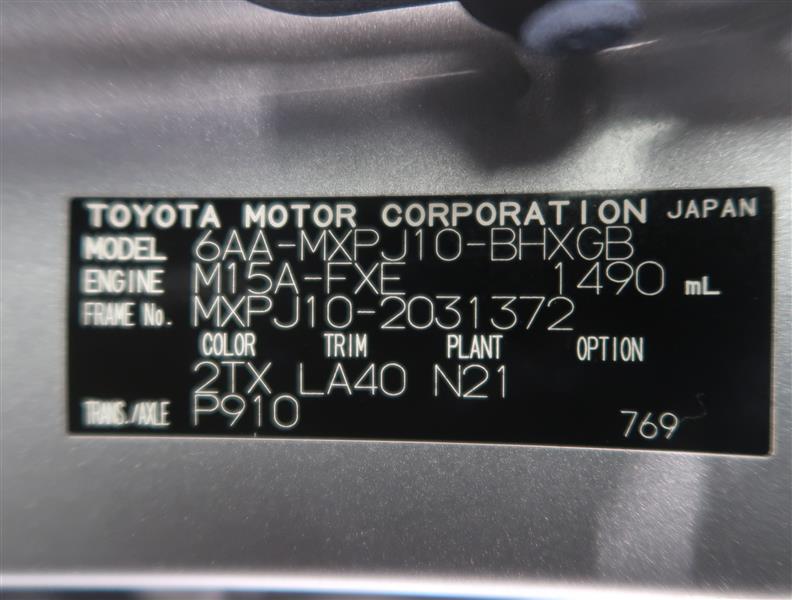 TOYOTA MOTOR CORPORATION JAPAN
MODEL 6AA-MXPJ10-BHXGB
ENGINE M15A-FXE 1490 mL
FRAME No. MXPJ10-2031372
COLOR TRIM PLANT OPTION
2TX LA40 N21
TRANS./AXLE P910 769